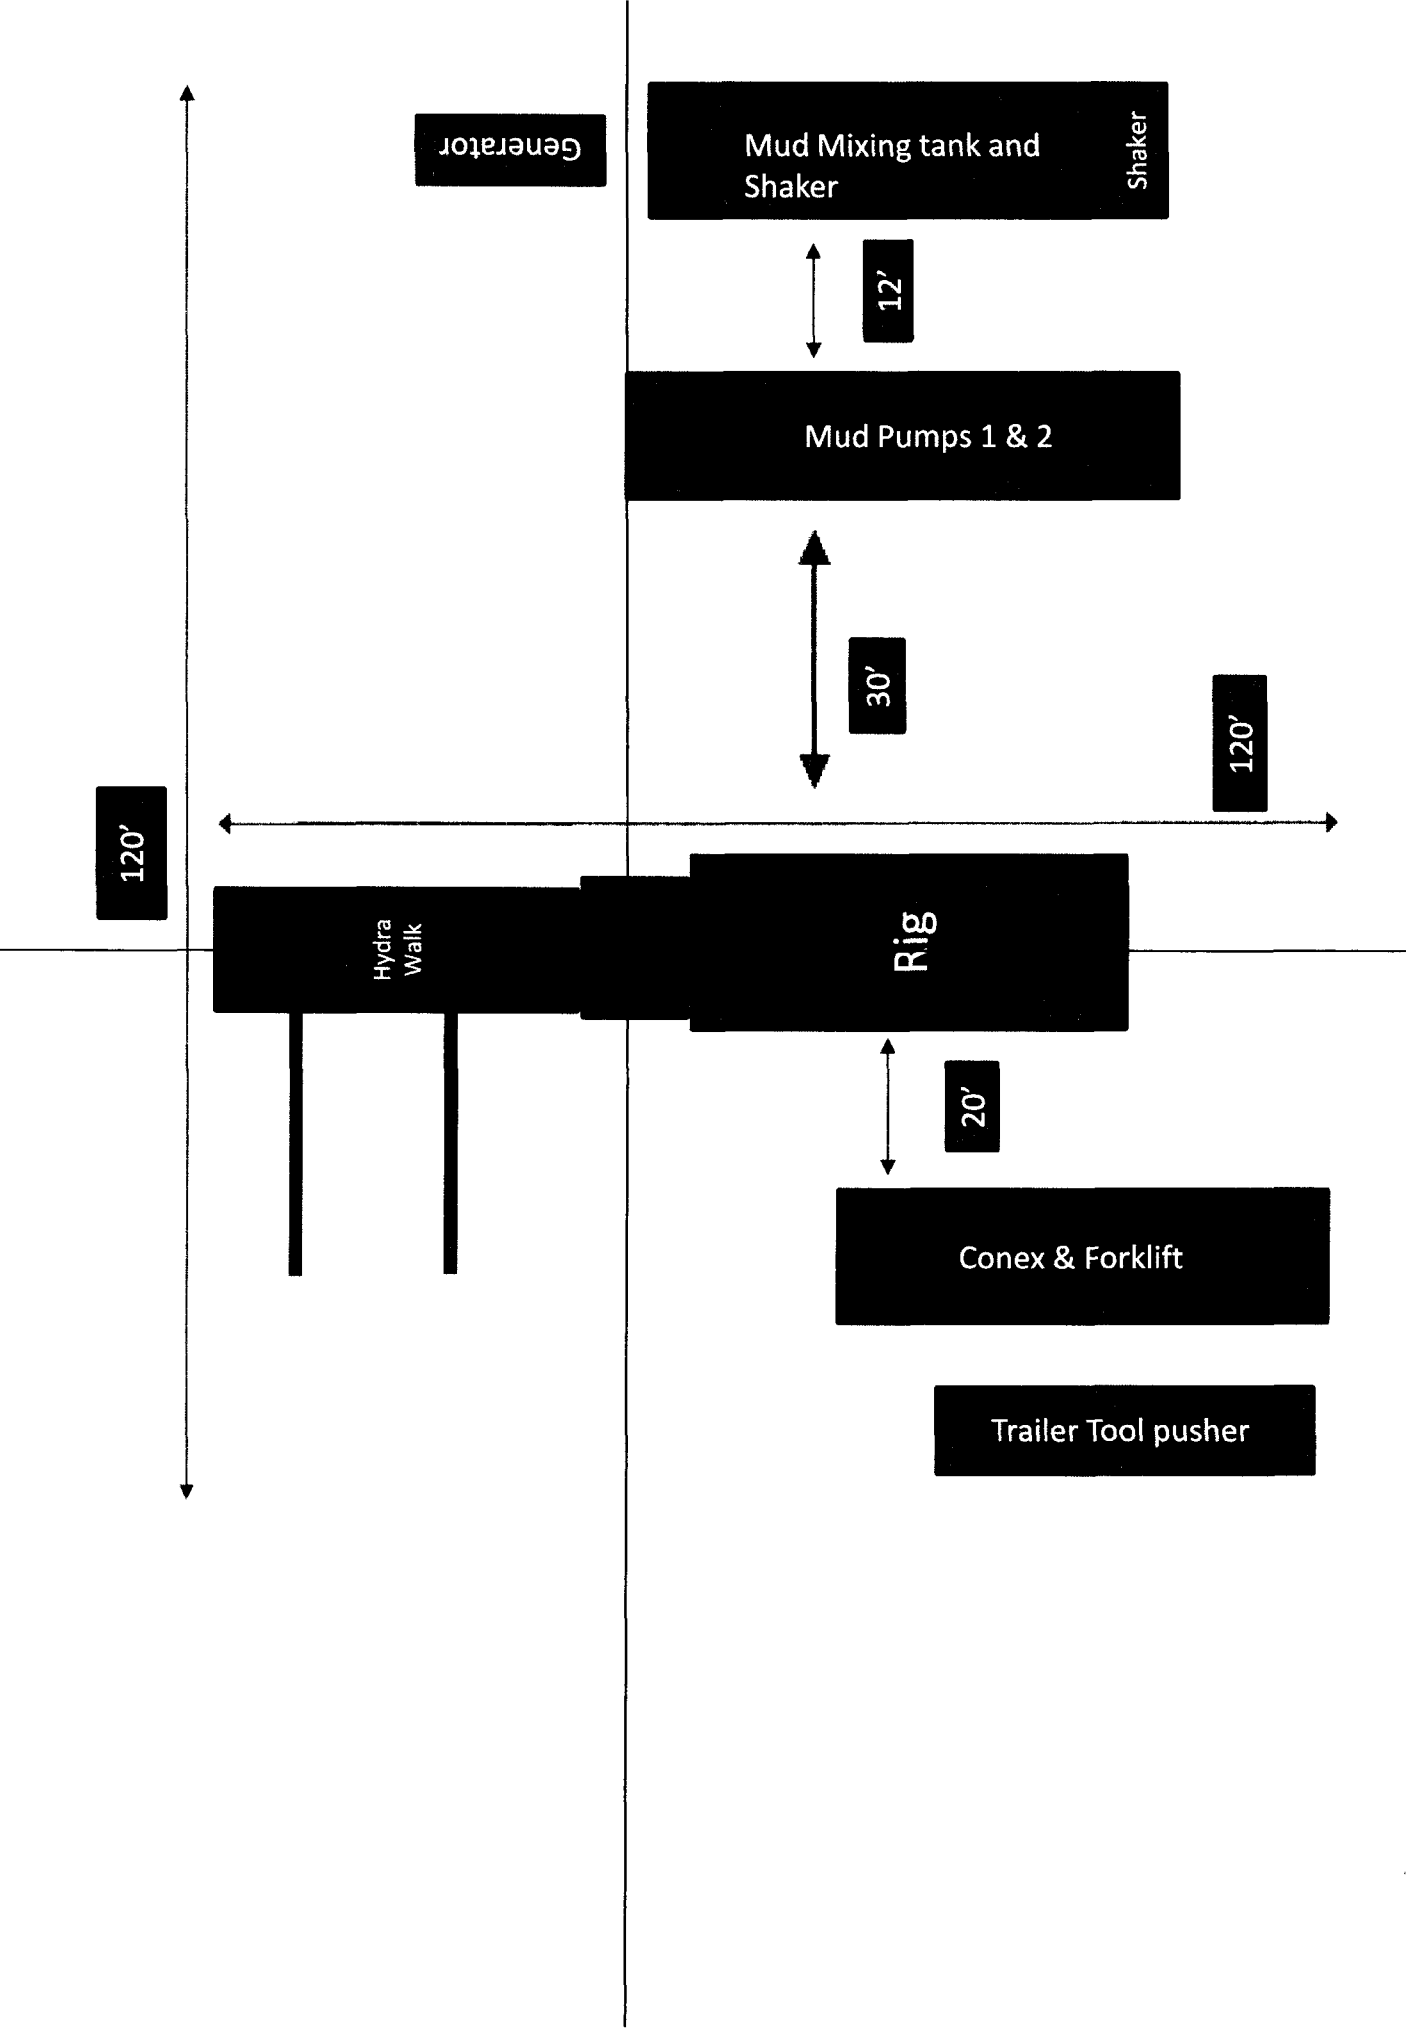 Generator
Mud Mixing tank and
Shaker
Shaker
12’
Mud Pumps 1 & 2
30’
120’
120’
Hydra
Walk
Rig
20’
Conex & Forklift
Trailer Tool pusher